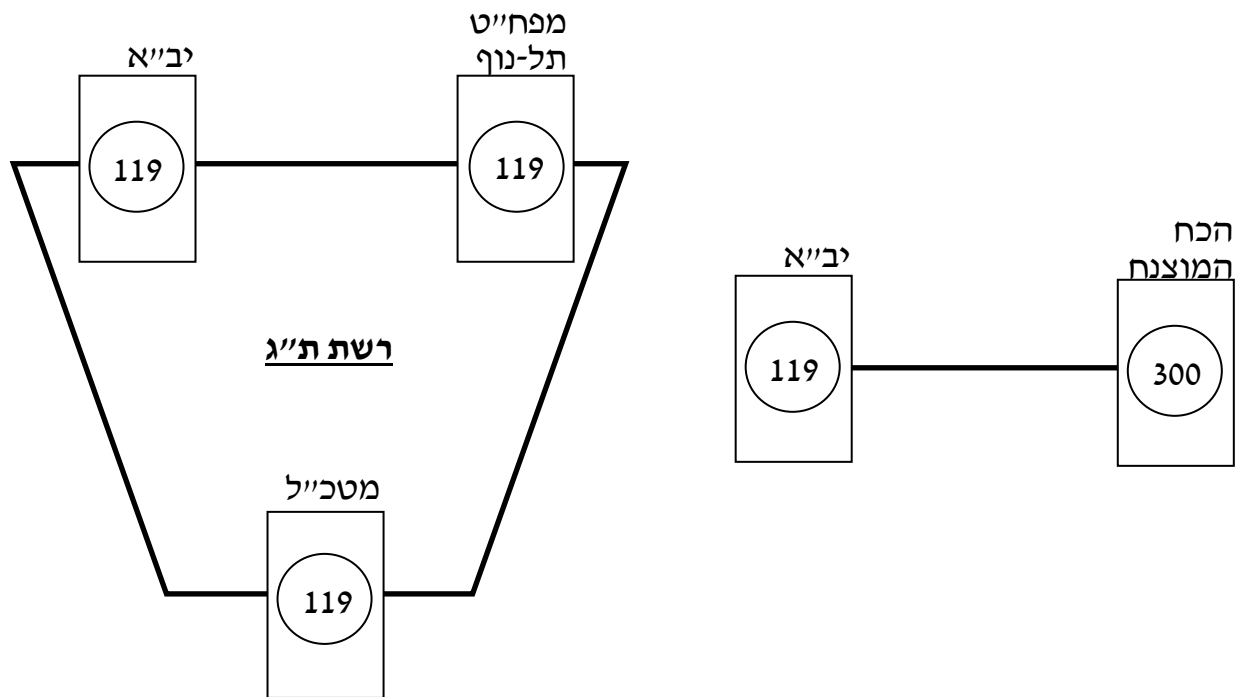 מפח״ט
תל-נוף
יב״א
119
119
רשת ת״ג
מטכ״ל
119
הכח
המוצנח
יב״א
300
119